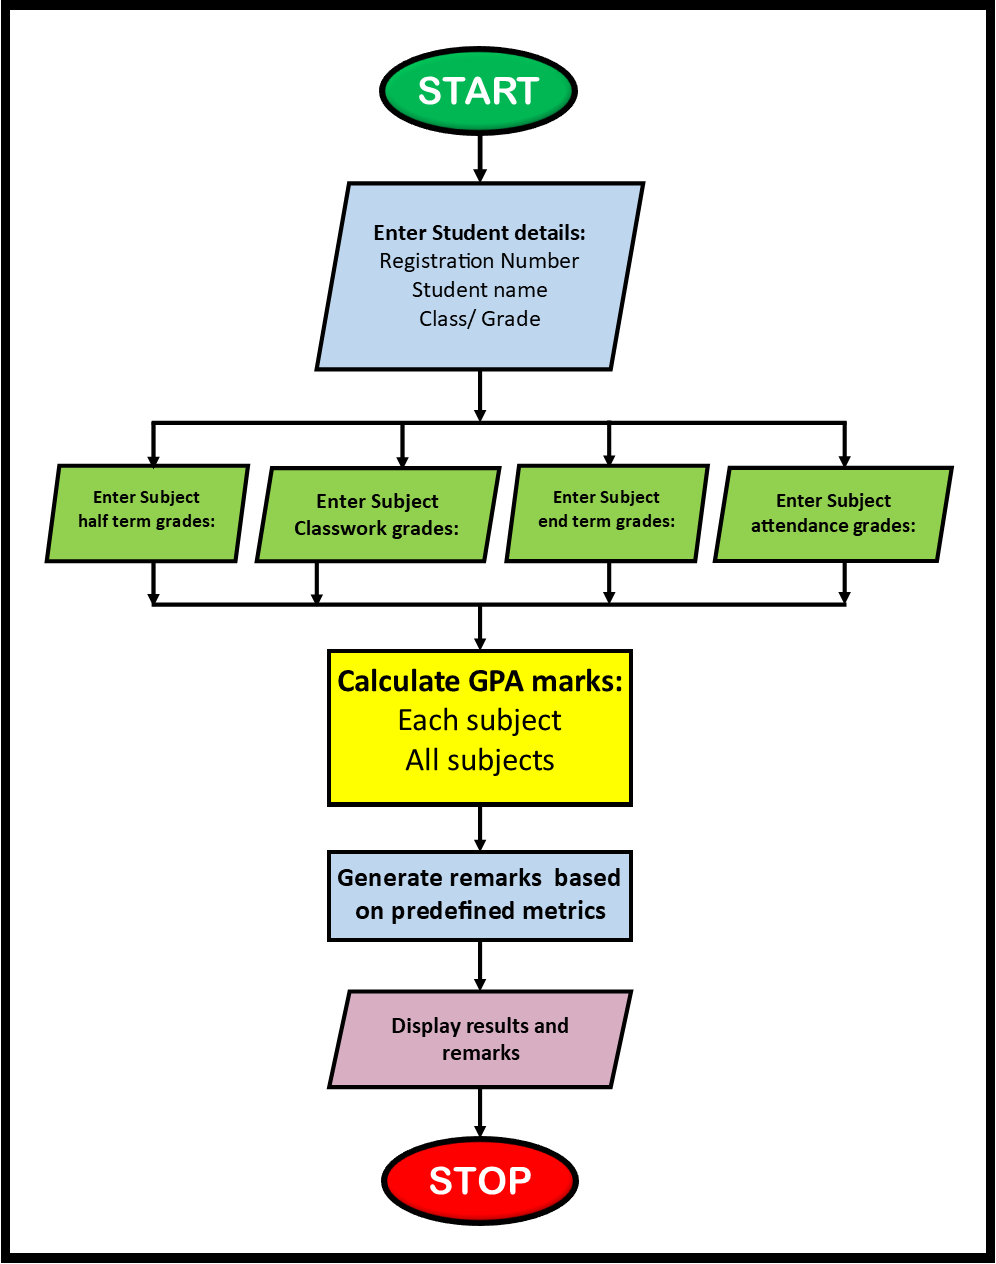 START
Enter Student details:
Registration Number
Student name
Class/ Grade
Enter Subject
half term grades:
Enter Subject
Classwork grades:
Enter Subject
end term grades:
Enter Subject
attendance grades:
Calculate GPA marks:
Each subject
All subjects
Generate remarks  based
on predefined metrics
Display results and
remarks
STOP